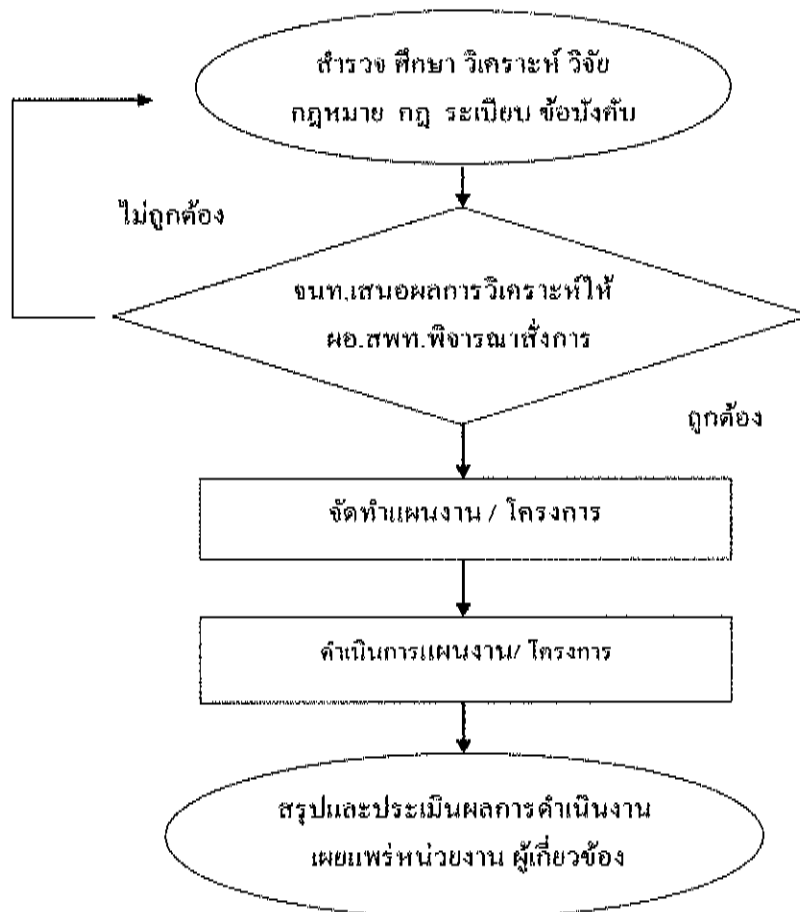 สำรวจ ศึกษา วิเคราะห์ วิจัย
กฎหมาย กฎ ระเบียบ ข้อบังคับ
ไม่ถูกต้อง
จนท.เสนอผลการวิเคราะห์ให้
ผอ.สพท.พิจารณาสั่งการ
ถูกต้อง
จัดทำแผนงาน / โครงการ
ดำเนินการแผนงาน/ โครงการ
สรุปและประเมินผลการดำเนินงาน
เผยแพร่หน่วยงาน ผู้เกี่ยวข้อง